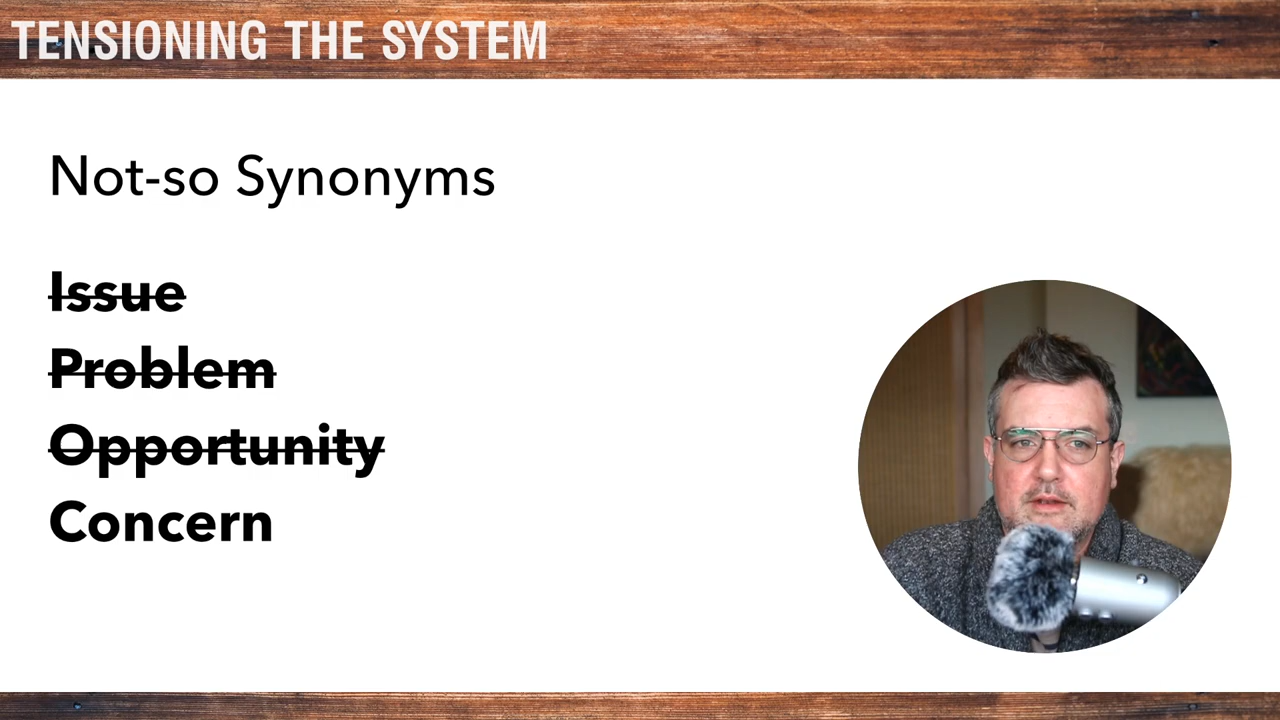 TENSIONING THE SYSTEM
Not-so Synonyms
Issue
Problem
Opportunity
Concern